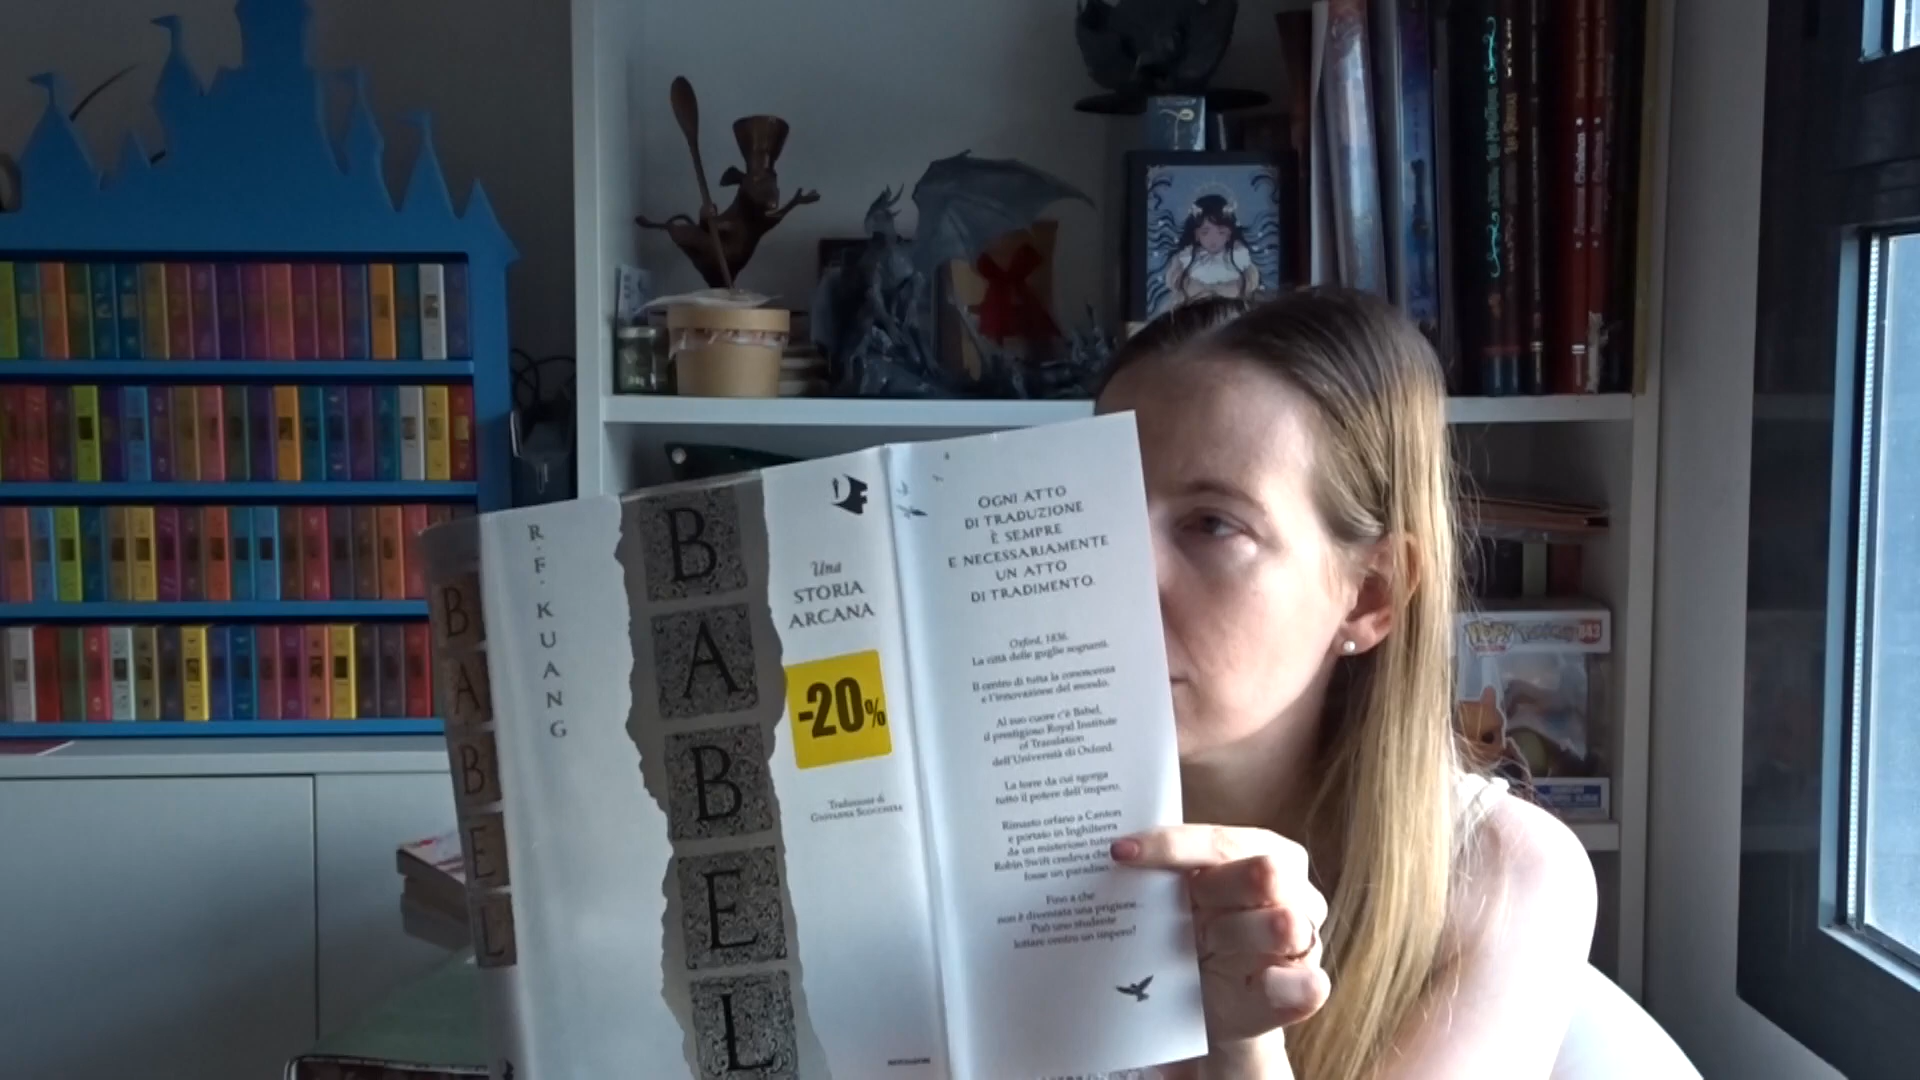 BABEL
R.F. KUANG
BABEL
Una
STORIA
ARCANA
-20%
Traduzione di
GIOVANNA SCOCCHERA
MONDADORI
OGNI ATTO
DI TRADUZIONE
È SEMPRE
E NECESSARIAMENTE
UN ATTO
DI TRADIMENTO.
Oxford, 1836.
La città delle guglie sognanti.
Il centro di tutta la conoscenza
e l'innovazione del mondo.
Al suo cuore c'è Babel,
il prestigioso Royal Institute
of Translation
dell'Università di Oxford.
La torre da cui sgorga
tutto il potere dell'impero.
Rimasto orfano a Canton
e portato in Inghilterra
da un misterioso tutore
Robin Swift credeva che
fosse un paradiso.
Fino a che
non è diventata una prigione...
Può uno studente
lottare contro un impero?
POP!
Pokémon
843